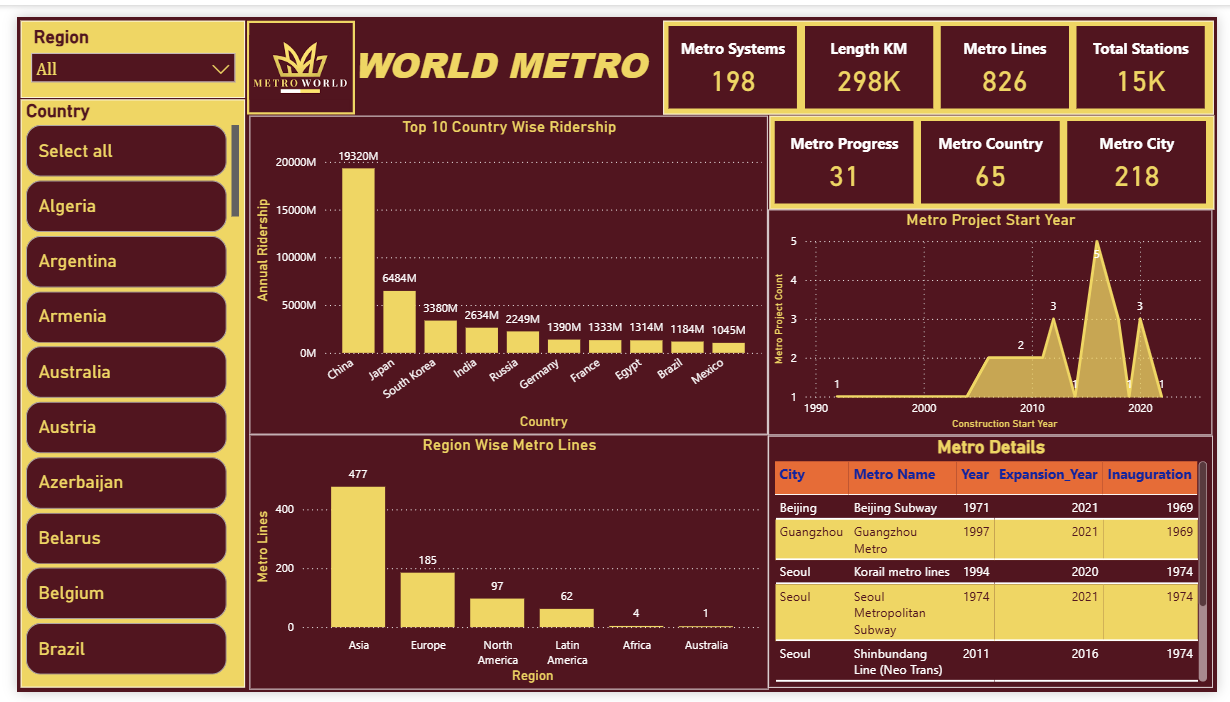 Region
All
METRO WORLD
WORLD METRO
Metro Systems
198
Length KM
298K
Metro Lines
826
Total Stations
15K
Country
Select all
Algeria
Argentina
Armenia
Australia
Austria
Azerbaijan
Belarus
Belgium
Brazil
Top 10 Country Wise Ridership
Annual Ridership
20000M
15000M
10000M
5000M
0M
19320M
6484M
3380M
2634M
2249M
1390M
1333M
1314M
1184M
1045M
China
Japan
South Korea
India
Russia
Germany
France
Egypt
Brazil
Mexico
Country
Metro Progress
31
Metro Country
65
Metro City
218
Metro Project Start Year
Metro Project Count
5
4
3
2
1
1
2
3
1
5
1
3
1
1990
2000
2010
2020
Construction Start Year
Region Wise Metro Lines
Metro Lines
400
200
0
477
185
97
62
4
1
Asia
Europe
North
America
Latin
America
Africa
Australia
Region
Metro Details
City Metro Name Year Expansion_Year Inauguration
Beijing Beijing Subway 1971 2021 1969
Guangzhou Guangzhou 1997 2021 1969
Metro
Seoul Korail metro lines 1994 2020 1974
Seoul Seoul 1974 2021 1974
Metropolitan
Subway
Seoul Shinbundang 2011 2016 1974
Line (Neo Trans)